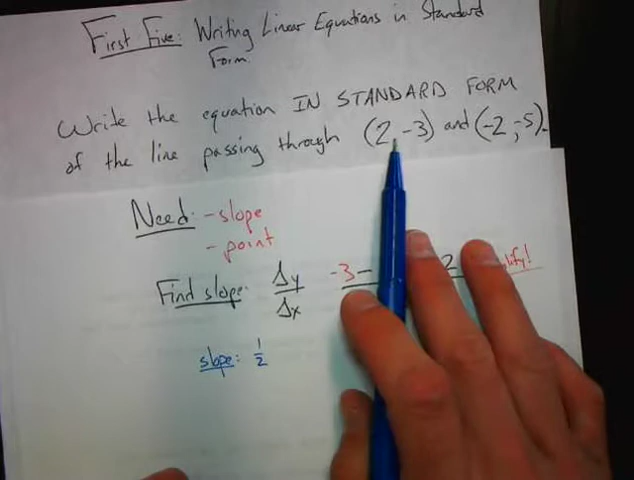 First Five: Writing Linear Equations in Standard
Form
Write the equation IN STANDARD FORM
of the line passing through (2, -3) and (-2, -5).
Need: - slope
- point
Find slope: Δy -3 - 2
Δx
slope: 1/2